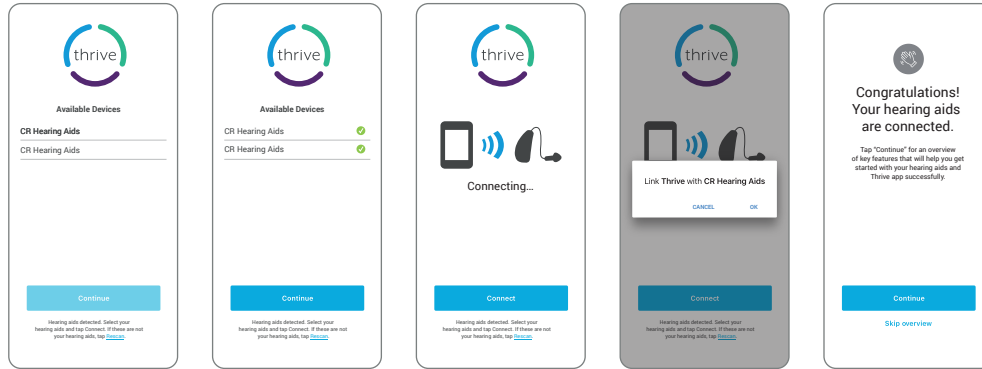 thrive
Available Devices
CR Hearing Aids
CR Hearing Aids
Continue
Hearing aids detected. Select your
hearing aids and tap Connect. If these are not
your hearing aids, tap Rescan.
thrive
Available Devices
CR Hearing Aids
CR Hearing Aids
Continue
Hearing aids detected. Select your
hearing aids and tap Connect. If these are not
your hearing aids, tap Rescan.
thrive
Connecting...
Connect
Hearing aids detected. Select your
hearing aids and tap Connect. If these are not
your hearing aids, tap Rescan.
thrive
Link Thrive with CR Hearing Aids
CANCEL OK
Connect
Hearing aids detected. Select your
hearing aids and tap Connect. If these are not
your hearing aids, tap Rescan.
Congratulations!
Your hearing aids
are connected.
Tap "Continue" for an overview
of key features that will help you get
started with your hearing aids and
Thrive app successfully.
Continue
Skip overview